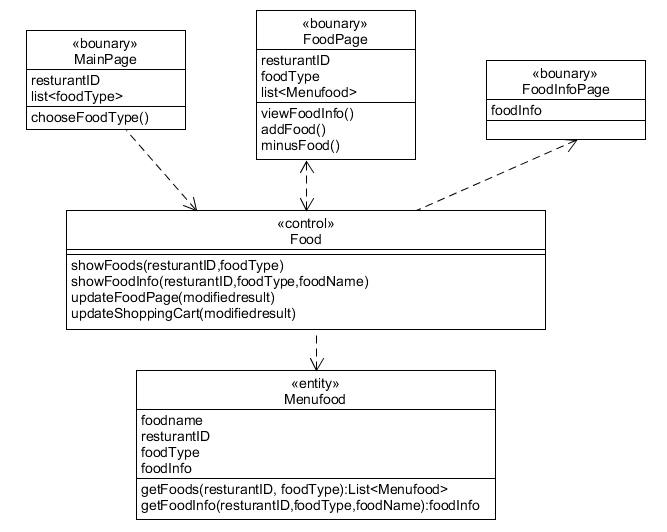 «bounary»
MainPage
resturantID
list<foodType>
chooseFoodType()
«bounary»
FoodPage
resturantID
foodType
list<Menufood>
viewFoodInfo()
addFood()
minusFood()
«bounary»
FoodInfoPage
foodInfo
«control»
Food
showFoods(resturantID,foodType)
showFoodInfo(resturantID,foodType,foodName)
updateFoodPage(modifiedresult)
updateShoppingCart(modifiedresult)
«entity»
Menufood
foodname
resturantID
foodType
foodInfo
getFoods(resturantID, foodType):List<Menufood>
getFoodInfo(resturantID,foodType,foodName):foodInfo